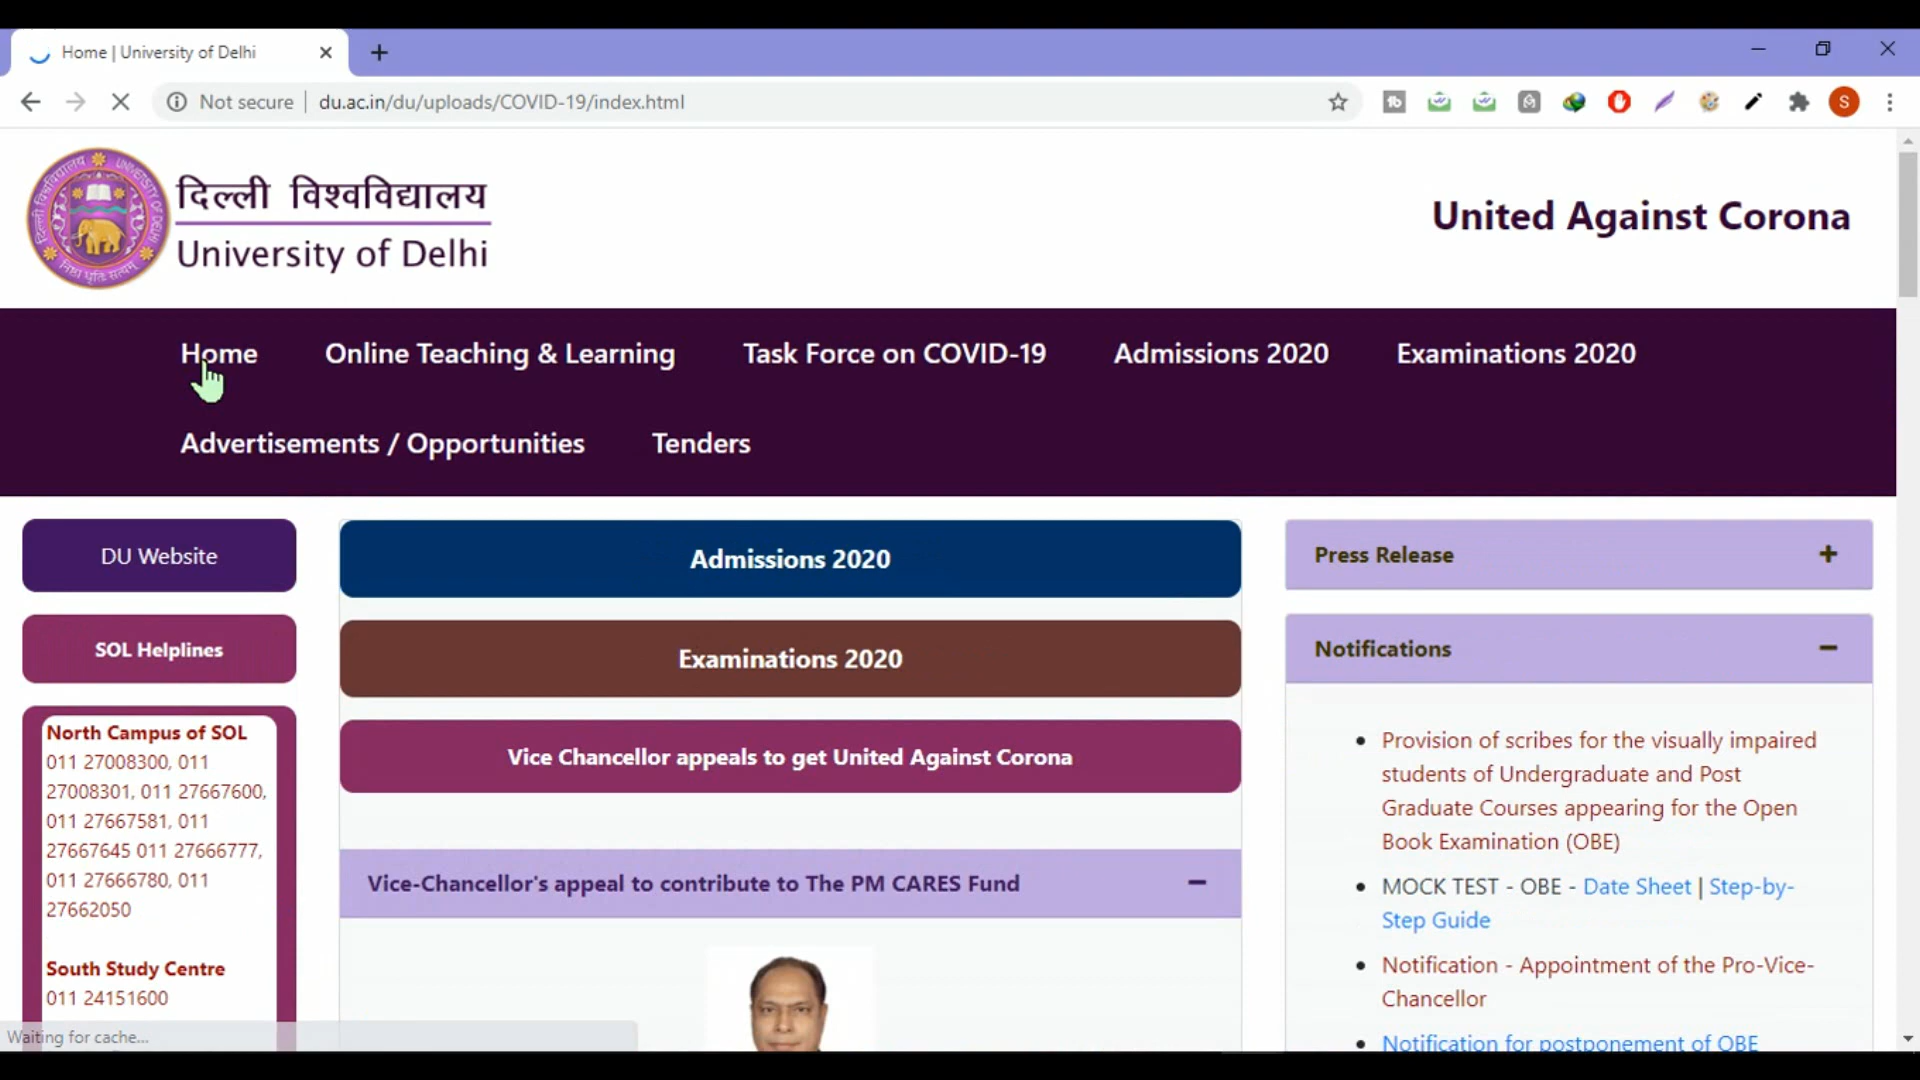 Home | University of Delhi
Not secure
du.ac.in/du/uploads/COVID-19/index.html
S
दिल्ली विश्वविद्यालय
University of Delhi
United Against Corona
Home
Online Teaching & Learning
Task Force on COVID-19
Admissions 2020
Examinations 2020
Advertisements / Opportunities
Tenders
DU Website
SOL Helplines
North Campus of SOL
011 27008300, 011
27008301, 011 27667600,
011 27667581, 011
27667645 011 27666777,
011 27666780, 011
27662050
South Study Centre
011 24151600
Admissions 2020
Examinations 2020
Vice Chancellor appeals to get United Against Corona
Vice-Chancellor's appeal to contribute to The PM CARES Fund
Press Release
Notifications
Provision of scribes for the visually impaired
students of Undergraduate and Post
Graduate Courses appearing for the Open
Book Examination (OBE)
MOCK TEST - OBE - Date Sheet | Step-by-
Step Guide
Notification - Appointment of the Pro-Vice-
Chancellor
Notification for postponement of OBE
Waiting for cache...